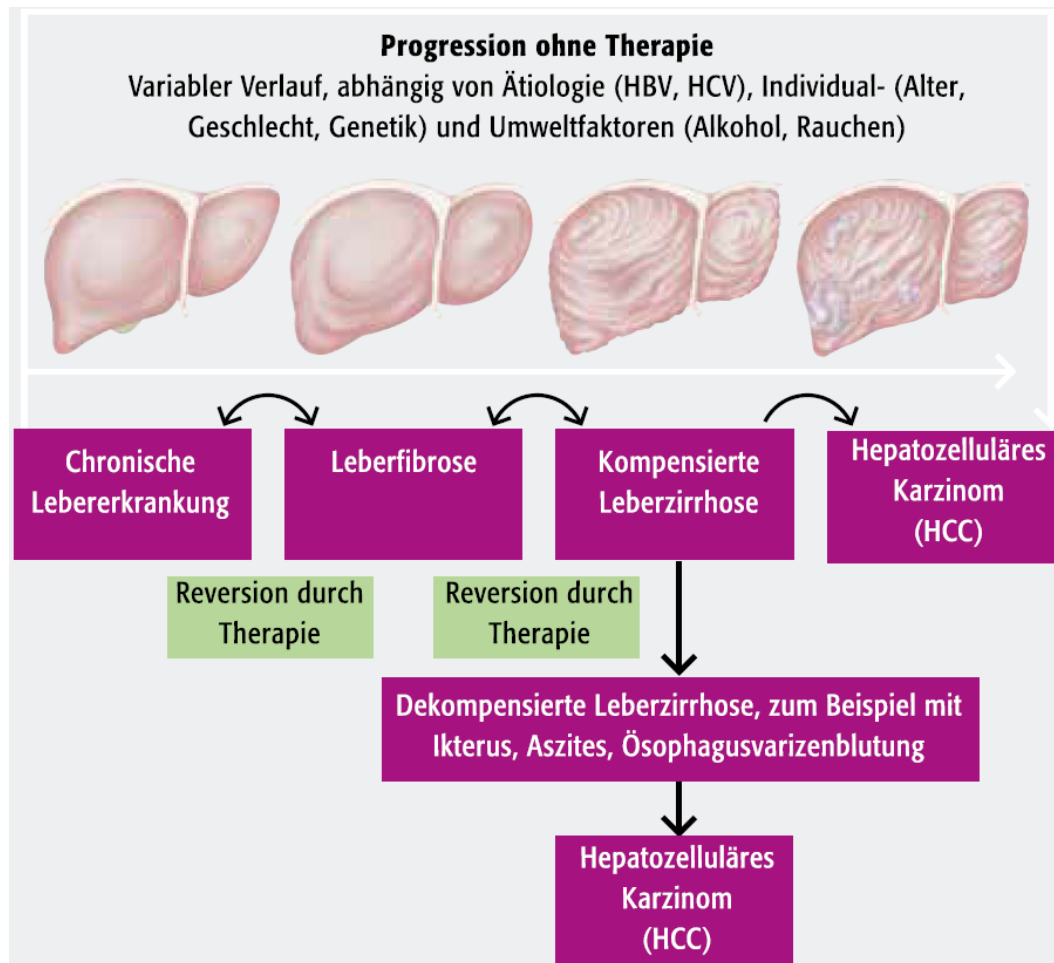 Progression ohne Therapie
Variabler Verlauf, abhängig von Ätiologie (HBV, HCV), Individual- (Alter,
Geschlecht, Genetik) und Umweltfaktoren (Alkohol, Rauchen)
Chronische
Lebererkrankung
Leberfibrose
Kompensierte
Leberzirrhose
Hepatozelluläres
Karzinom
(HCC)
Reversion durch
Therapie
Reversion durch
Therapie
Dekompensierte Leberzirrhose, zum Beispiel mit
Ikterus, Aszites, Ösophagusvarizenblutung
Hepatozelluläres
Karzinom
(HCC)